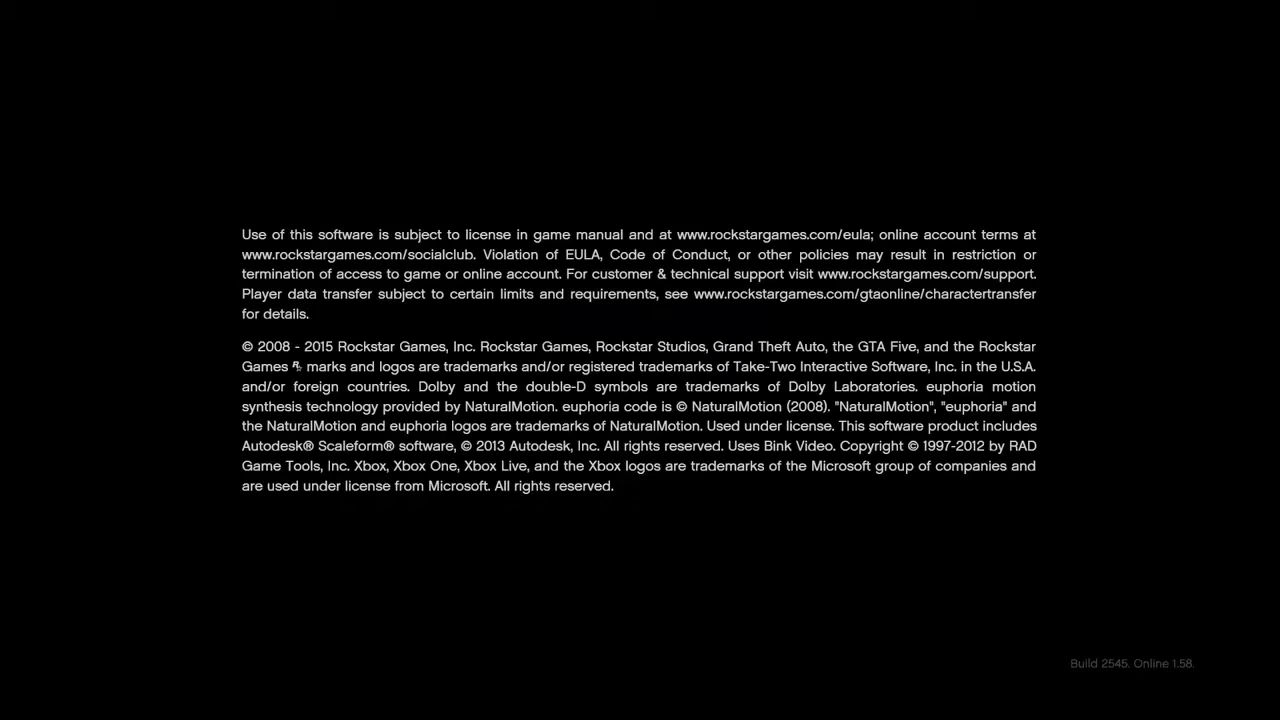 Use of this software is subject to license in game manual and at www.rockstargames.com/eula; online account terms at
www.rockstargames.com/socialclub. Violation of EULA, Code of Conduct, or other policies may result in restriction or
termination of access to game or online account. For customer & technical support visit www.rockstargames.com/support.
Player data transfer subject to certain limits and requirements, see www.rockstargames.com/gtaonline/charactertransfer
for details.
© 2008 - 2015 Rockstar Games, Inc. Rockstar Games, Rockstar Studios, Grand Theft Auto, the GTA Five, and the Rockstar
Games R* marks and logos are trademarks and/or registered trademarks of Take-Two Interactive Software, Inc. in the U.S.A.
and/or foreign countries. Dolby and the double-D symbols are trademarks of Dolby Laboratories. euphoria motion
synthesis technology provided by NaturalMotion. euphoria code is © NaturalMotion (2008). "NaturalMotion", "euphoria" and
the NaturalMotion and euphoria logos are trademarks of NaturalMotion. Used under license. This software product includes
Autodesk® Scaleform® software, © 2013 Autodesk, Inc. All rights reserved. Uses Bink Video. Copyright © 1997-2012 by RAD
Game Tools, Inc. Xbox, Xbox One, Xbox Live, and the Xbox logos are trademarks of the Microsoft group of companies and
are used under license from Microsoft. All rights reserved.
Build 2545. Online 1.58.